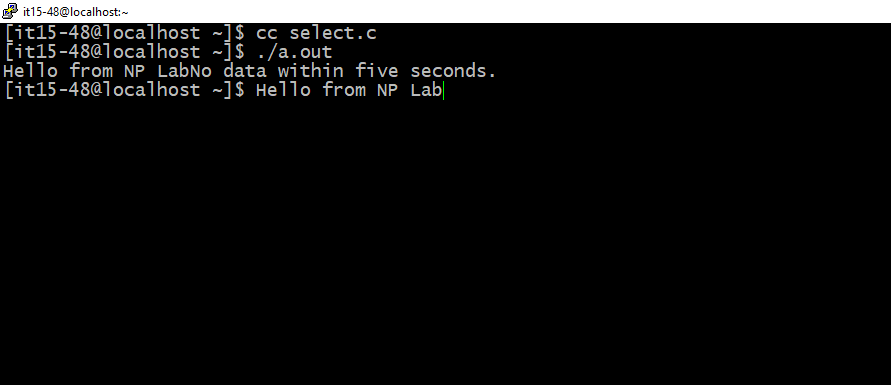 it15-48@localhost:~
[it15-48@localhost ~]$ cc select.c
[it15-48@localhost ~]$ ./a.out
Hello from NP LabNo data within five seconds.
[it15-48@localhost ~]$ Hello from NP Lab